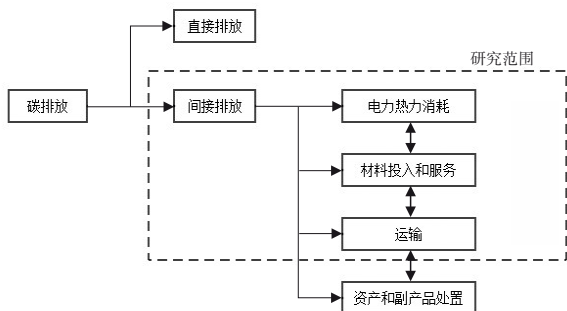 直接排放
研究范围
碳排放
间接排放
电力热力消耗
材料投入和服务
运输
资产和副产品处置